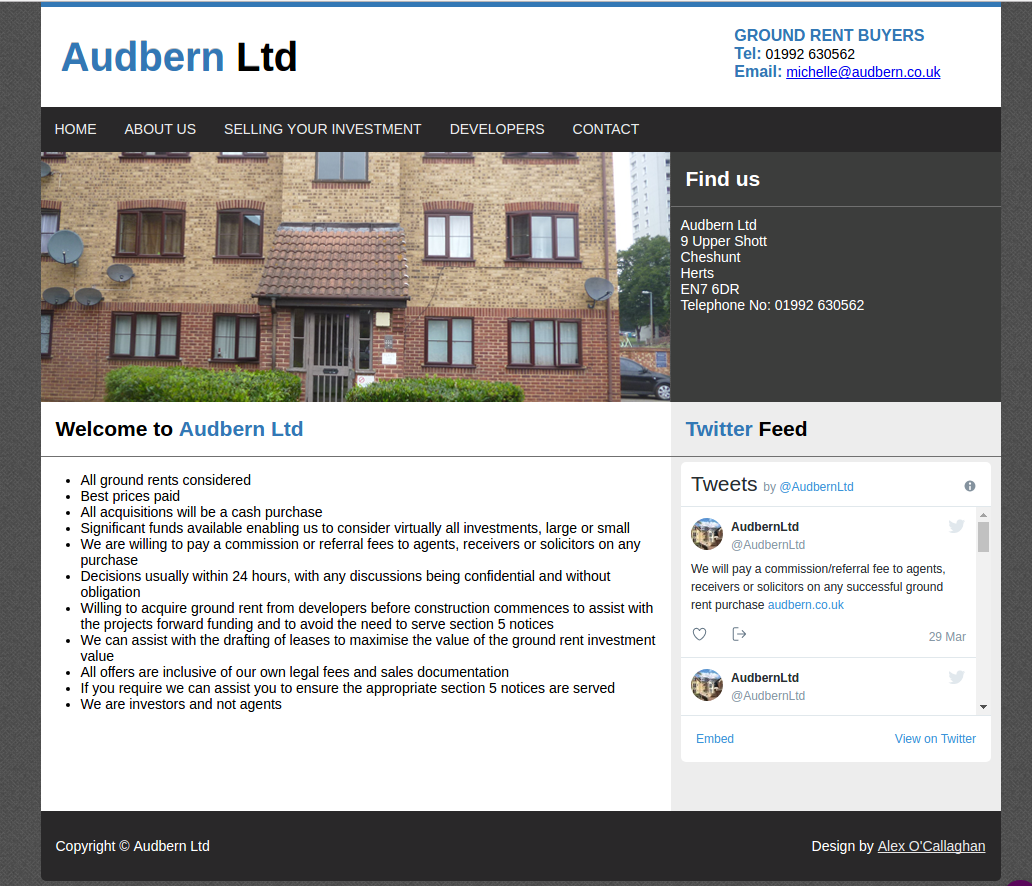 Audbern Ltd
GROUND RENT BUYERS
Tel: 01992 630562
Email: michelle@audbern.co.uk
HOME ABOUT US SELLING YOUR INVESTMENT DEVELOPERS CONTACT
Find us
Audbern Ltd
9 Upper Shott
Cheshunt
Herts
EN7 6DR
Telephone No: 01992 630562
Welcome to Audbern Ltd
All ground rents considered
Best prices paid
All acquisitions will be a cash purchase
Significant funds available enabling us to consider virtually all investments, large or small
We are willing to pay a commission or referral fees to agents, receivers or solicitors on any
purchase
Decisions usually within 24 hours, with any discussions being confidential and without
obligation
Willing to acquire ground rent from developers before construction commences to assist with
the projects forward funding and to avoid the need to serve section 5 notices
We can assist with the drafting of leases to maximise the value of the ground rent investment
value
All offers are inclusive of our own legal fees and sales documentation
If you require we can assist you to ensure the appropriate section 5 notices are served
We are investors and not agents
Twitter Feed
Tweets by @AudbernLtd
AudbernLtd
@AudbernLtd
We will pay a commission/referral fee to agents,
receivers or solicitors on any successful ground
rent purchase audbern.co.uk
29 Mar
AudbernLtd
@AudbernLtd
Embed View on Twitter
Copyright © Audbern Ltd
Design by Alex O'Callaghan